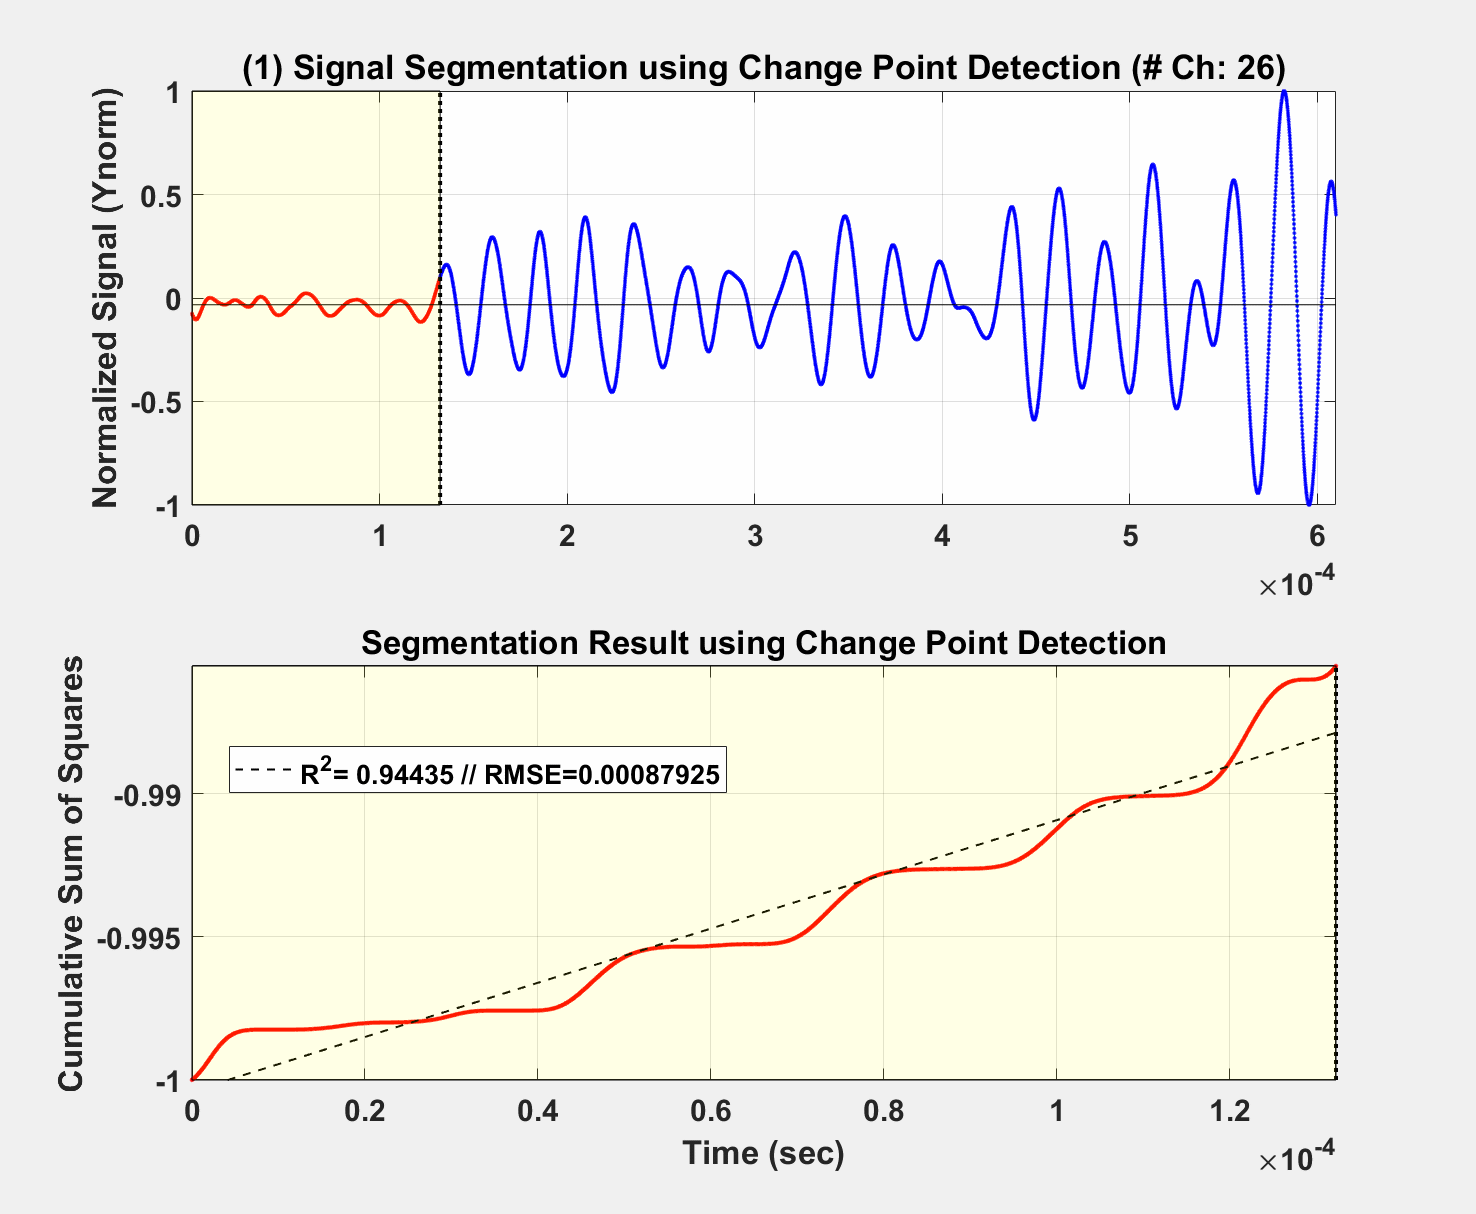 (1) Signal Segmentation using Change Point Detection (# Ch: 26)
Normalized Signal (Ynorm)
1
0.5
0
-0.5
-1
0 1 2 3 4 5 6
×10-4
Segmentation Result using Change Point Detection
Cumulative Sum of Squares
R2= 0.94435 // RMSE=0.00087925
-0.99
-0.995
-1
0 0.2 0.4 0.6 0.8 1 1.2
Time (sec)
×10-4